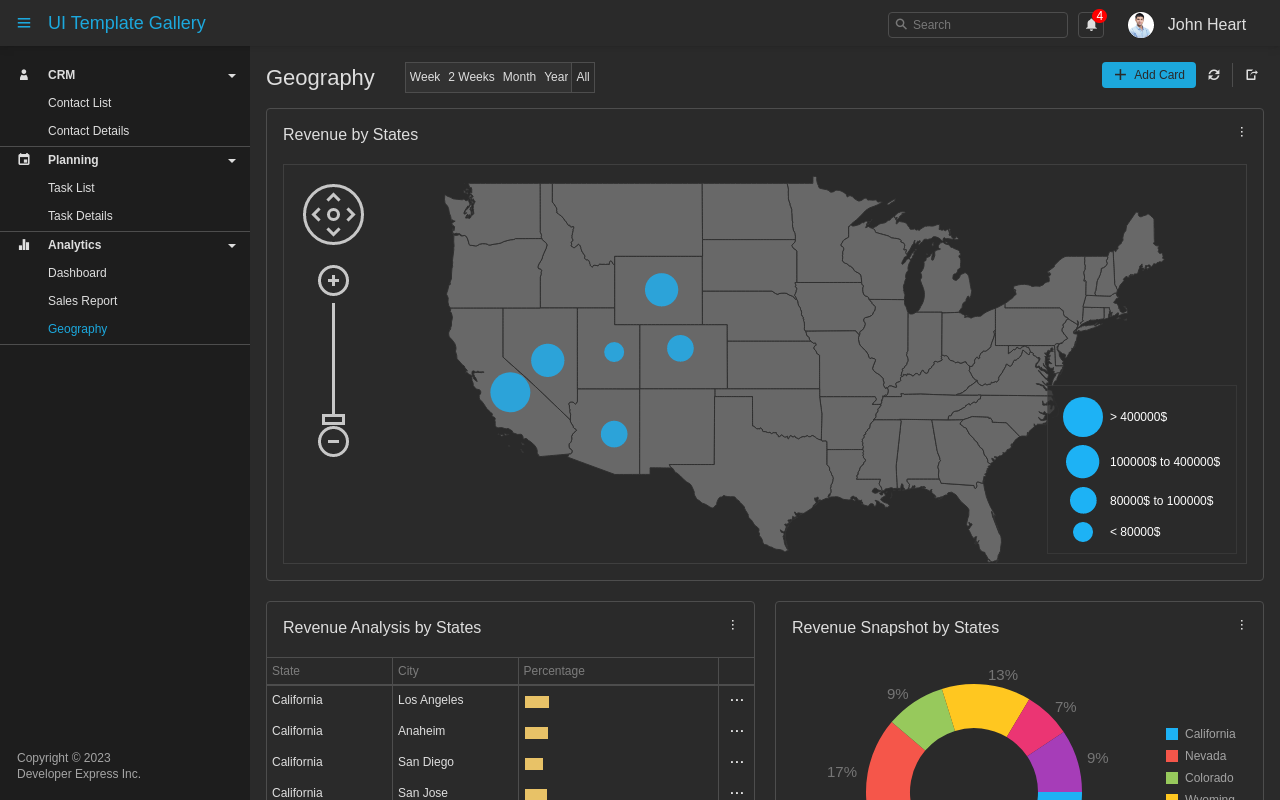 UI Template Gallery
Search
4
John Heart
CRM
Contact List
Contact Details
Planning
Task List
Task Details
Analytics
Dashboard
Sales Report
Geography
Copyright © 2023
Developer Express Inc.
Geography
Week 2 Weeks Month Year All
Add Card
Revenue by States
> 400000$
100000$ to 400000$
80000$ to 100000$
< 80000$
Revenue Analysis by States
State City Percentage
California Los Angeles
California Anaheim
California San Diego
California San Jose
Revenue Snapshot by States
13%
9%
7%
9%
17%
California
Nevada
Colorado
Wyoming